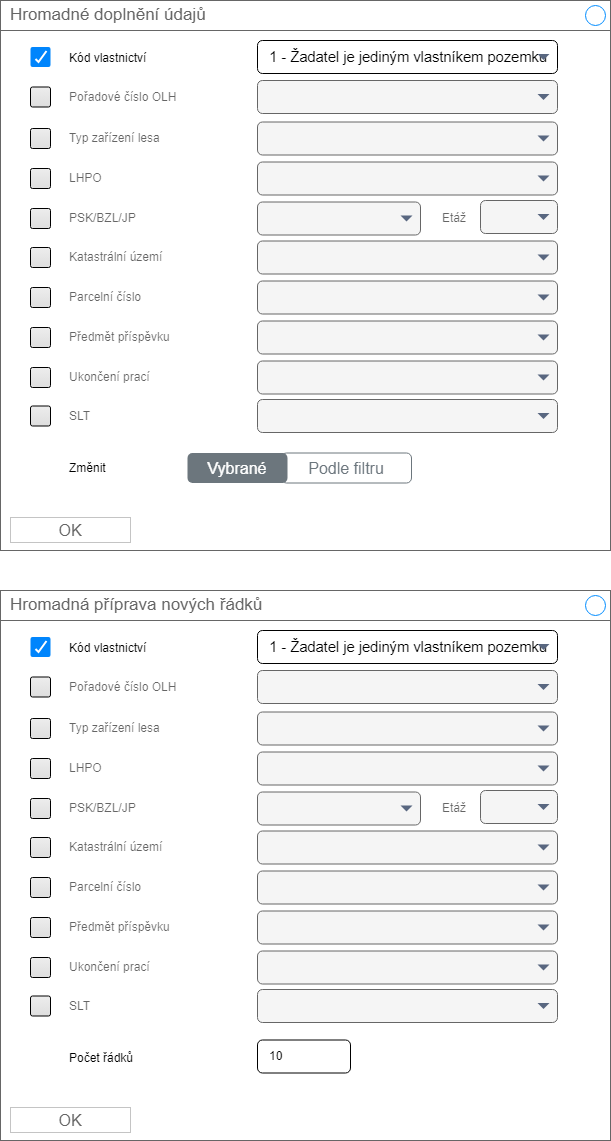 Hromadné doplnění údajů
Kód vlastnictví 1 - Žadatel je jediným vlastníkem pozemku
Pořadové číslo OLH
Typ zařízení lesa
LHPO
PSK/BZL/JP Etáž
Katastrální území
Parcelní číslo
Předmět příspěvku
Ukončení prací
SLT
Změnit Vybrané Podle filtru
OK
Hromadná příprava nových řádků
Kód vlastnictví 1 - Žadatel je jediným vlastníkem pozemku
Pořadové číslo OLH
Typ zařízení lesa
LHPO
PSK/BZL/JP Etáž
Katastrální území
Parcelní číslo
Předmět příspěvku
Ukončení prací
SLT
Počet řádků 10
OK